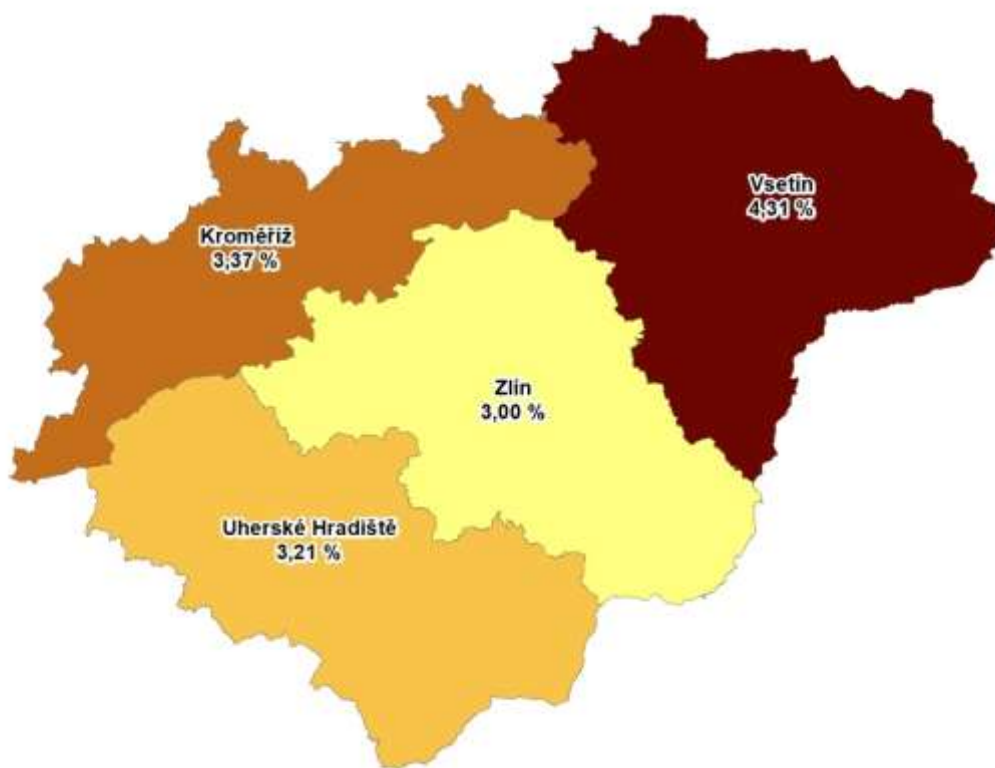 Vsetín
4,31 %
Kroměříž
3,37 %
Zlín
3,00 %
Uherské Hradiště
3,21 %